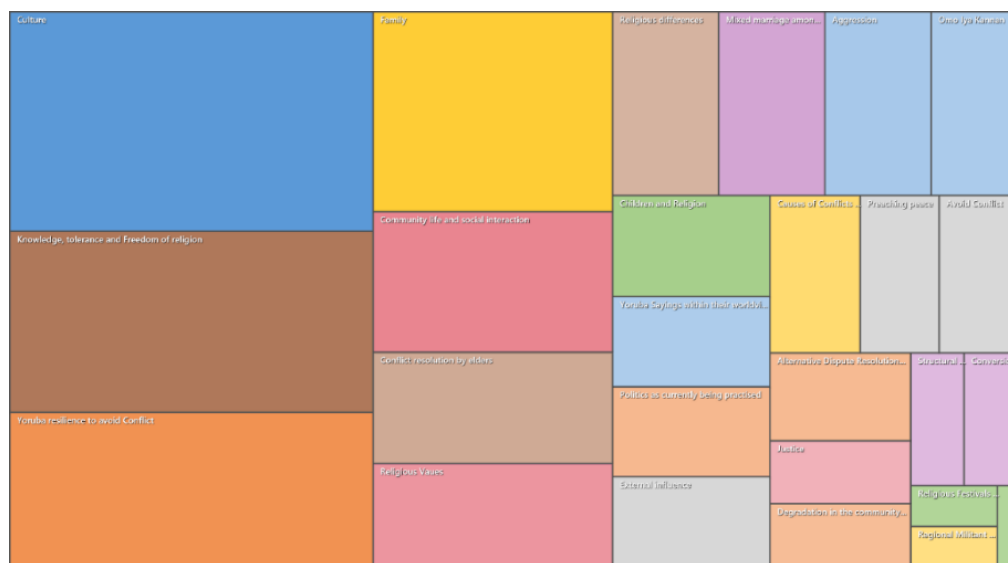 Culture
Family
Religious differences
Mixed marriage amon...
Aggression
Omo Iya Kanaan
Knowledge, tolerance and Freedom of religion
Community life and social interaction
Children and Religion
Causes of Conflicts ...
Preaching peace
Avoid Conflict
Yoruba Sayings within their worldvi...
Conflict resolution by elders
Alternative Dispute Resolution...
Structural ...
Conversi
Politics as currently being practised
Yoruba resilience to avoid Conflict
Justice
Religious Vaues
External influence
Religious Festivals ...
Degradation in the community...
Regional Militant ...